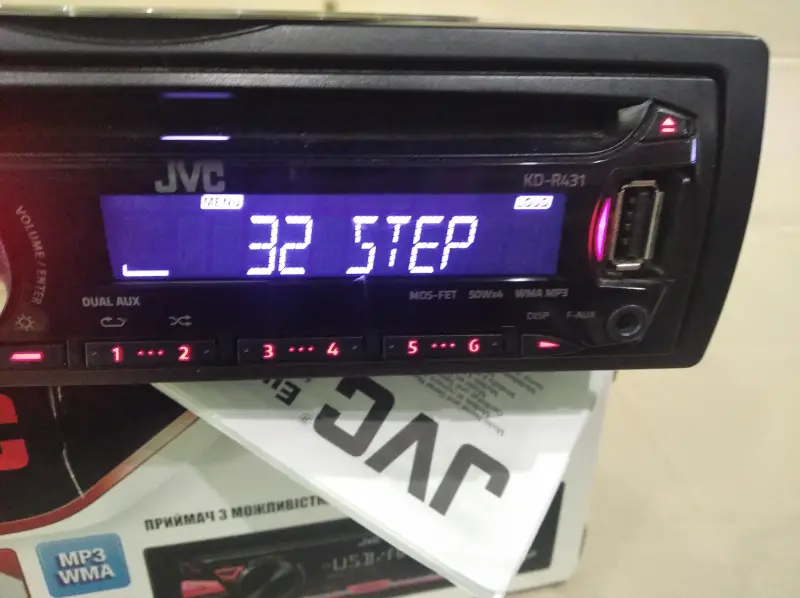 JVC
KD-R431
MENU
LOUD
32 STEP
VOLUME / ENTER
DUAL AUX
MOS-FET 50Wx4 WMA MP3
DISP F-AUX
1 ••• 2
3 ••• 4
5 ••• 6
JVC
ПРИЙМАЧ З МОЖЛИВІСТЮ
MP3
WMA